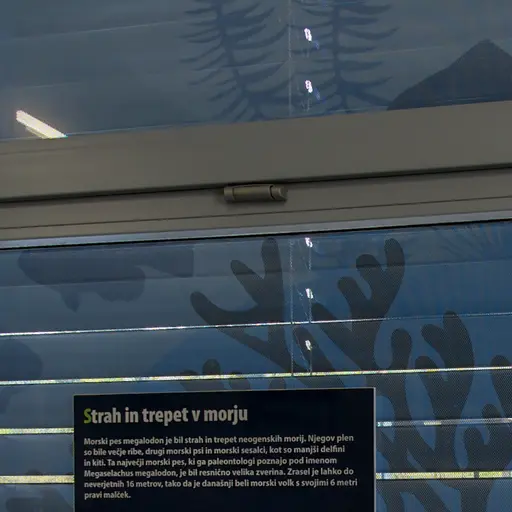 Strah in trepet v morju
Morski pes megalodon je bil strah in trepet neogenskih morij. Njegov plen
so bile večje ribe, drugi morski psi in morski sesalci, kot so manjši delfini
in kiti. Ta največji morski pes, ki ga paleontologi poznajo pod imenom
Megaselachus megalodon, je bil resnično velika zverina. Zrasel je lahko do
neverjetnih 16 metrov, tako da je današnji beli morski volk s svojimi 6 metri
pravi malček.